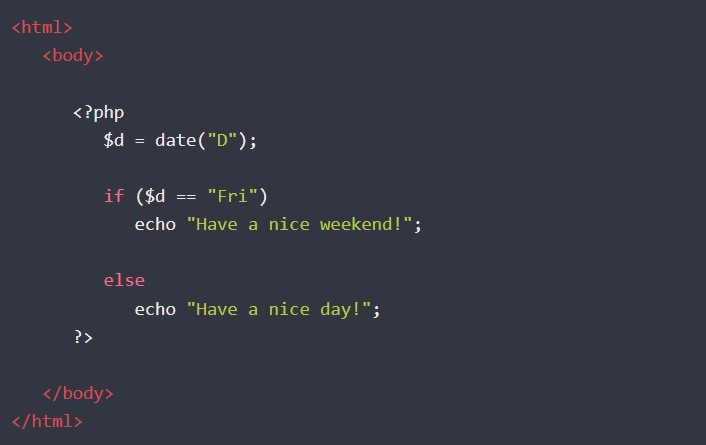 <html>
<body>
<?php
$d = date("D");
if ($d == "Fri")
echo "Have a nice weekend!";
else
echo "Have a nice day!";
?>
</body>
</html>